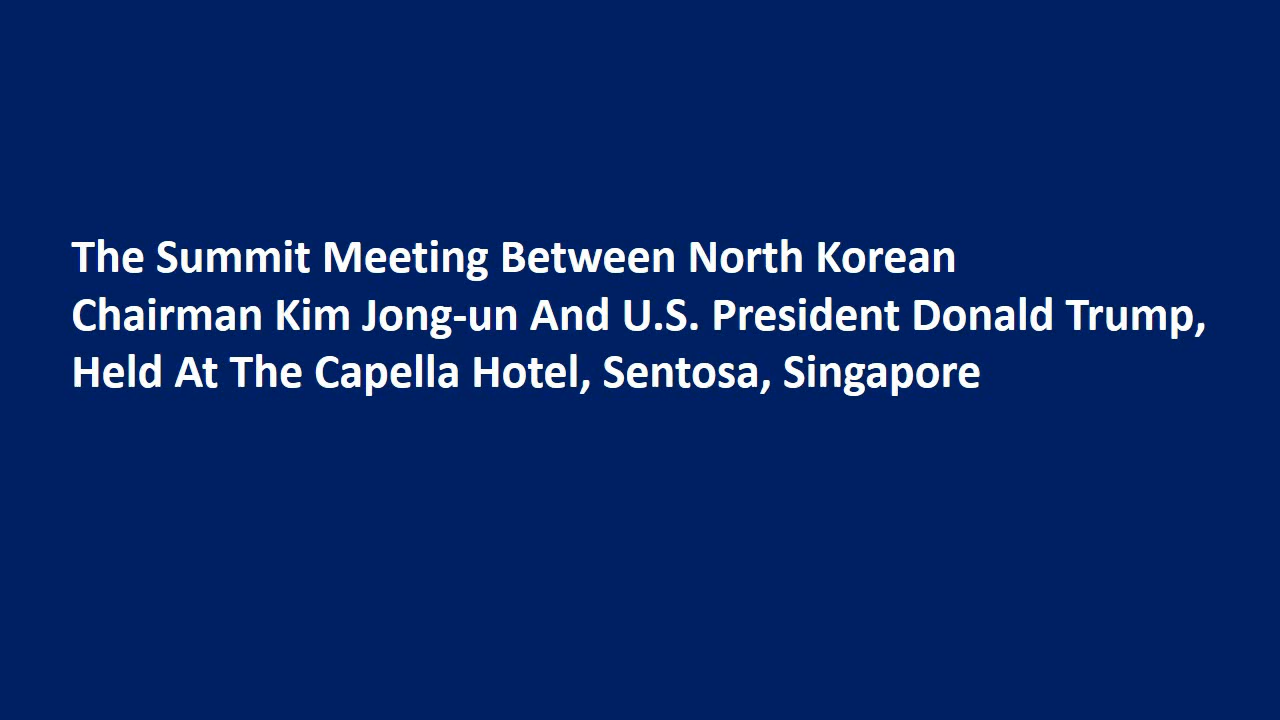 The Summit Meeting Between North Korean
Chairman Kim Jong-un And U.S. President Donald Trump,
Held At The Capella Hotel, Sentosa, Singapore